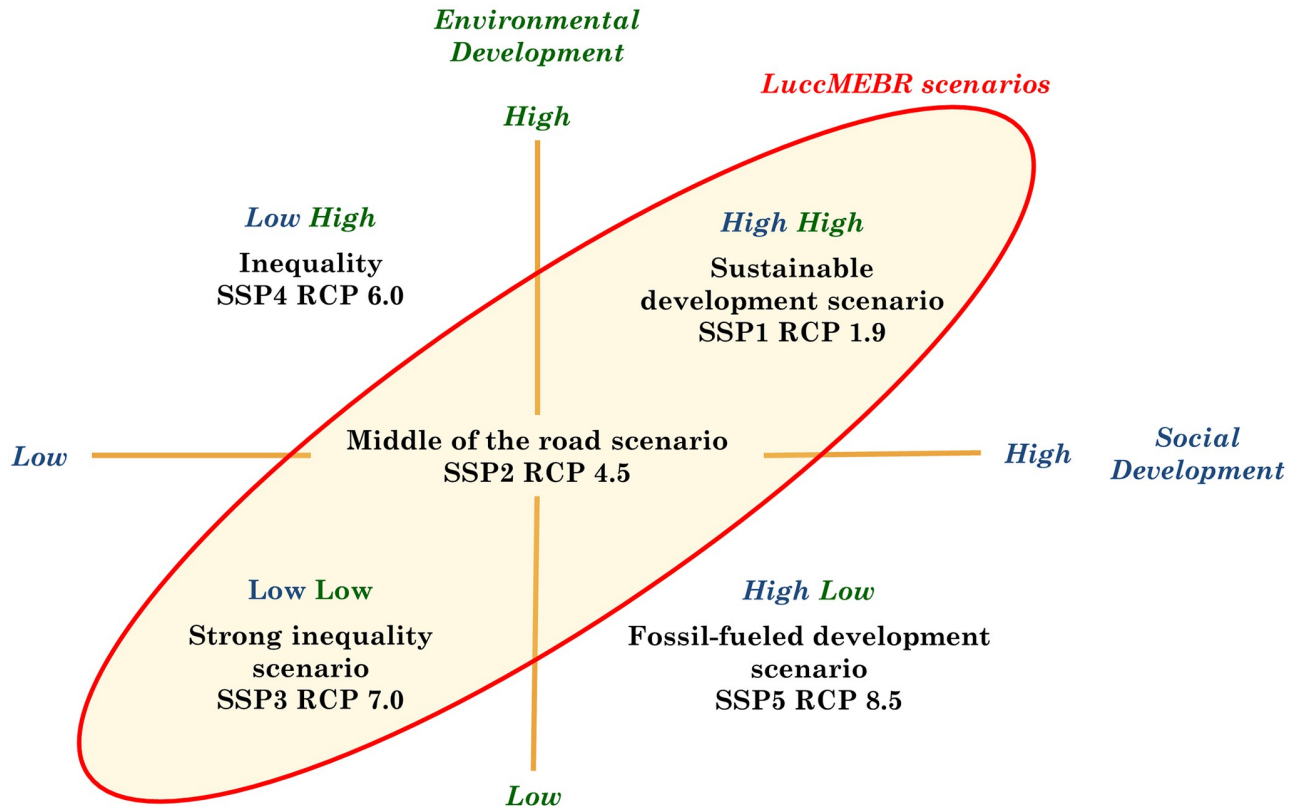 Environmental
Development
LuccMEBR scenarios
High
Low High
Inequality
SSP4 RCP 6.0
High High
Sustainable
development scenario
SSP1 RCP 1.9
Low
Middle of the road scenario
SSP2 RCP 4.5
High
Social
Development
Low Low
Strong inequality
scenario
SSP3 RCP 7.0
High Low
Fossil-fueled development
scenario
SSP5 RCP 8.5
Low